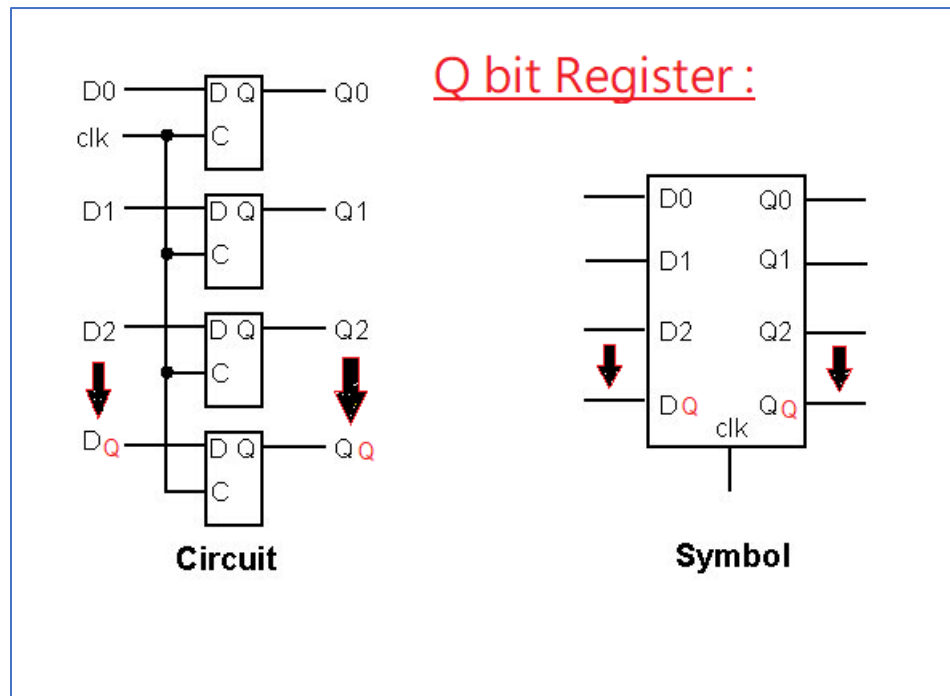 Q bit Register :
D0
D Q
Q0
clk
C
D1
D Q
Q1
C
D2
D Q
Q2
C
DQ
D Q
QQ
C
Circuit
D0 Q0
D1 Q1
D2 Q2
DQ QQ
clk
Symbol